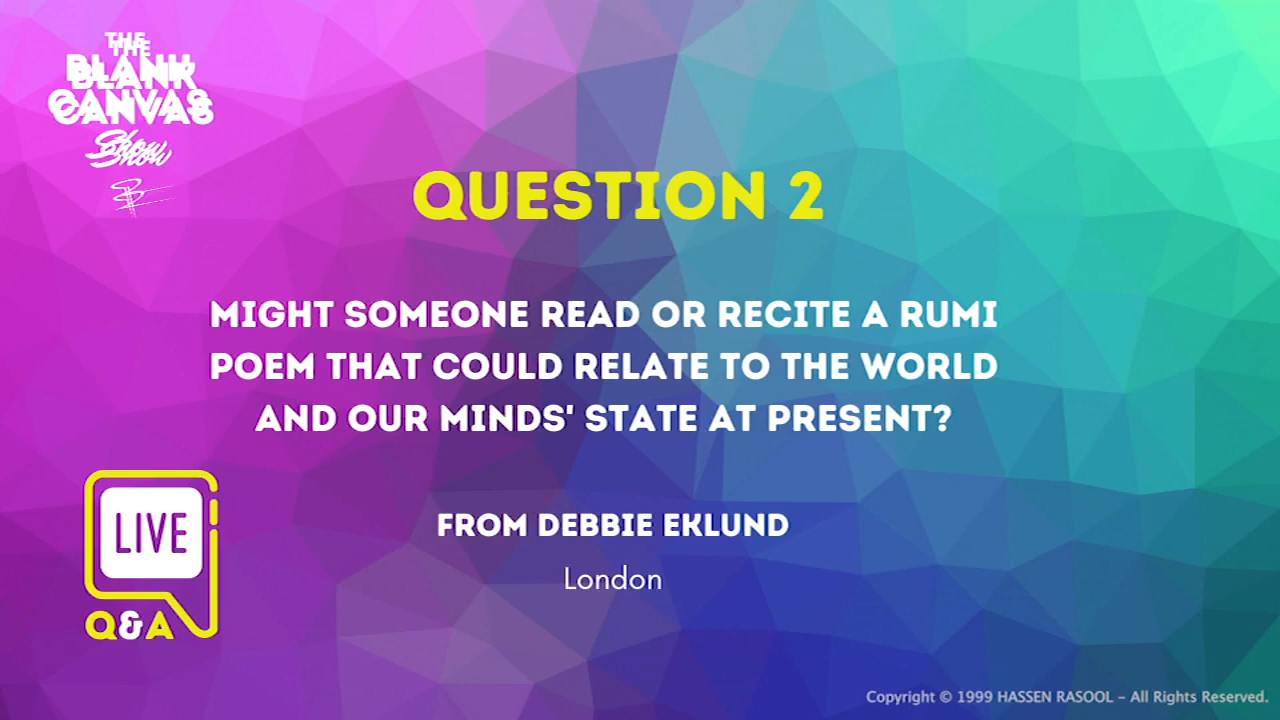 THE
BLANK
CANVAS
Show
QUESTION 2
MIGHT SOMEONE READ OR RECITE A RUMI
POEM THAT COULD RELATE TO THE WORLD
AND OUR MINDS' STATE AT PRESENT?
FROM DEBBIE EKLUND
London
LIVE
Q&A
Copyright © 1999 HASSEN RASOOL – All Rights Reserved.